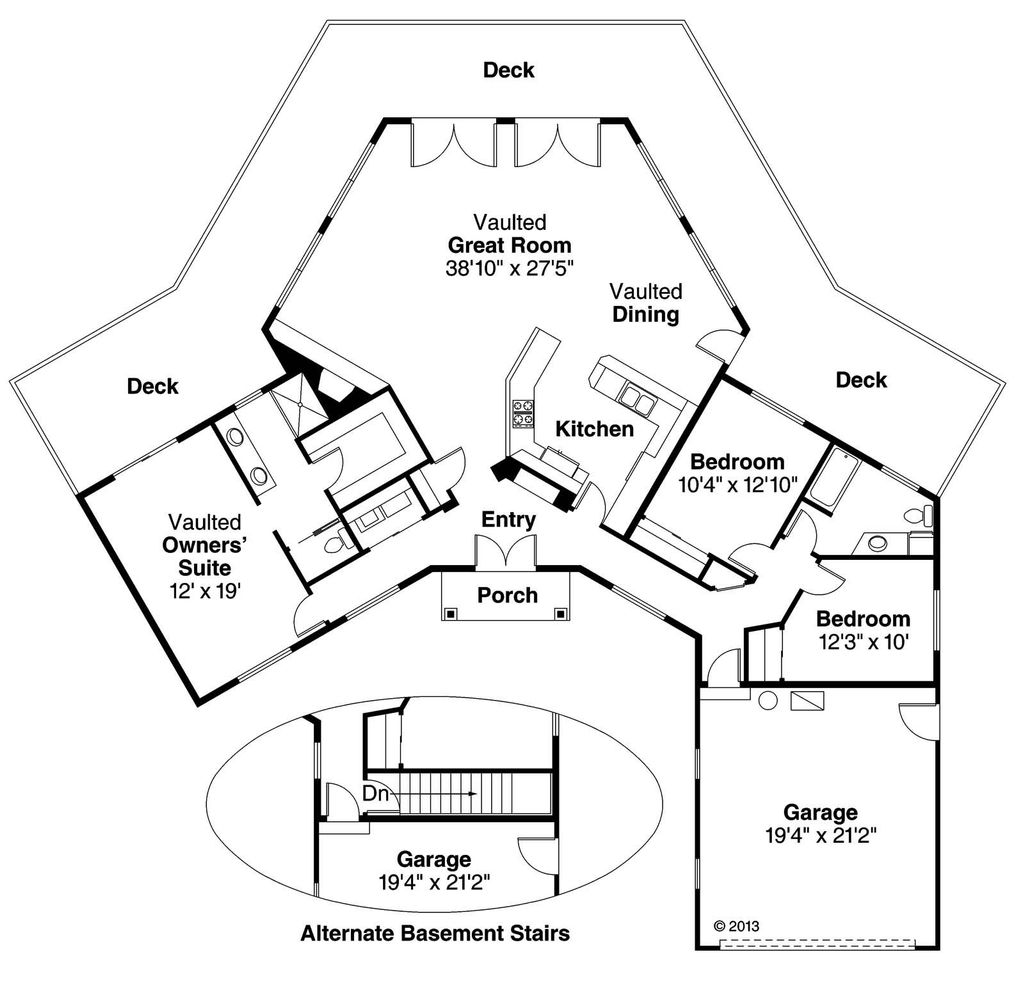 Deck
Vaulted
Great Room
38'10" x 27'5"
Vaulted
Dining
Deck
Deck
Kitchen
Bedroom
10'4" x 12'10"
Vaulted
Owners'
Suite
12' x 19'
Entry
Porch
Bedroom
12'3" x 10'
Dn
Garage
19'4" x 21'2"
Garage
19'4" x 21'2"
© 2013
Alternate Basement Stairs